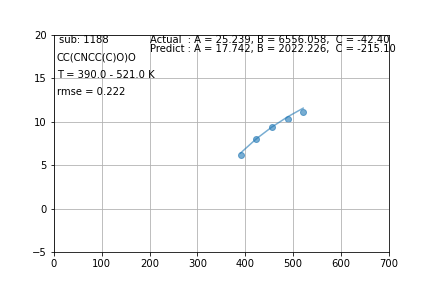 sub: 1188
Actual : A = 25.239, B = 6556.058, C = -42.40
Predict : A = 17.742, B = 2022.226, C = -215.10
CC(CNCC(C)O)O
T = 390.0 - 521.0 K
rmse = 0.222
20
15
10
5
0
−5
0 100 200 300 400 500 600 700